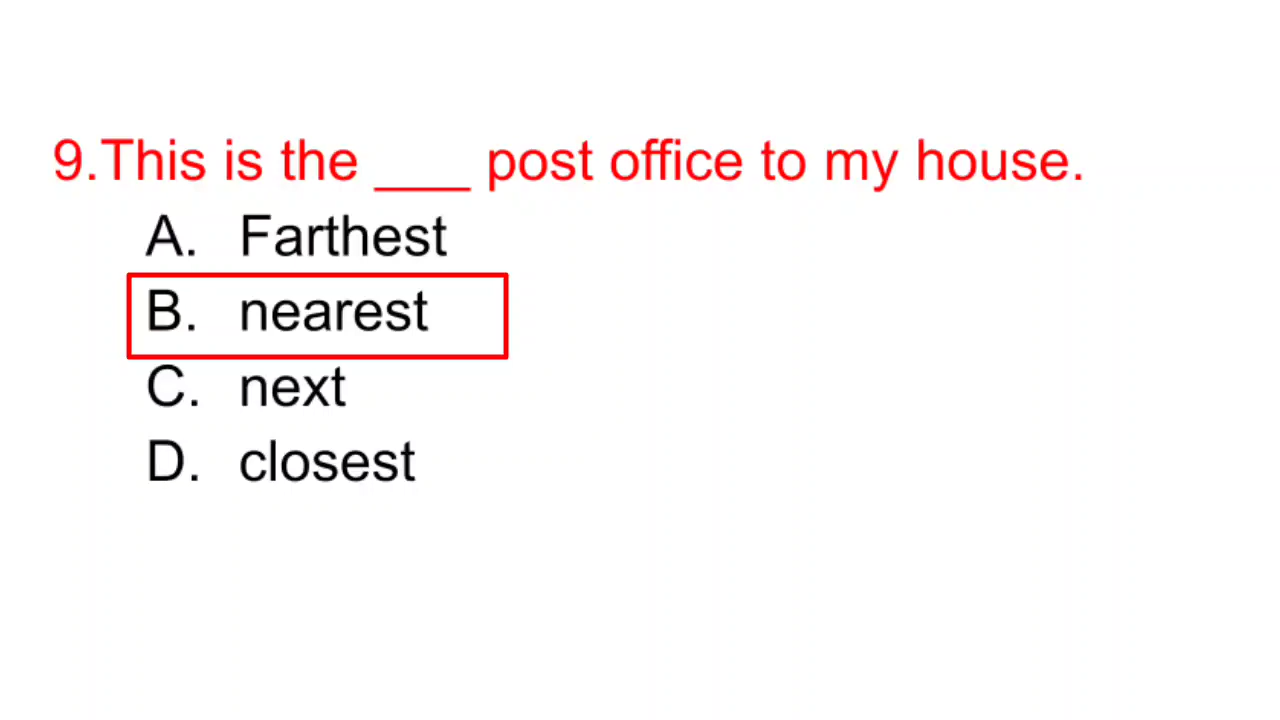 9.This is the ___ post office to my house.
A. Farthest
B. nearest
C. next
D. closest